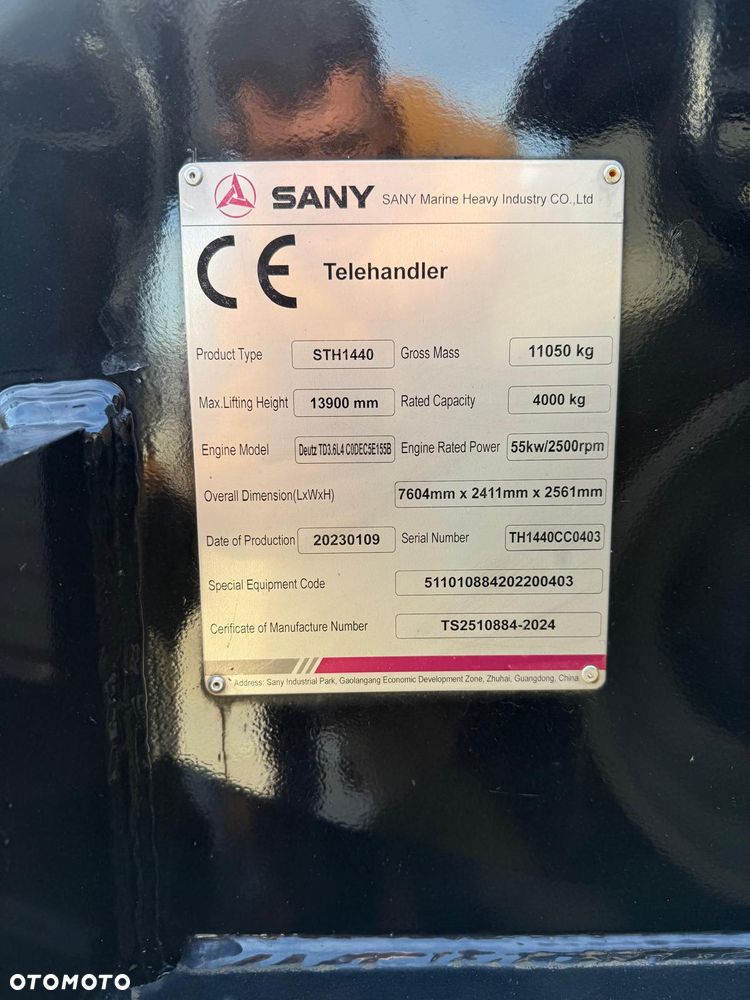 SANY SANY Marine Heavy Industry CO.,Ltd
CE Telehandler
Product Type STH1440 Gross Mass 11050 kg
Max.Lifting Height 13900 mm Rated Capacity 4000 kg
Engine Model Deutz TD3.6L4 C0DEC5E155B Engine Rated Power 55kw/2500rpm
Overall Dimension(LxWxH) 7604mm x 2411mm x 2561mm
Date of Production 20230109 Serial Number TH1440CC0403
Special Equipment Code 511010884202200403
Cerificate of Manufacture Number TS2510884-2024
Address: Sany Industrial Park, Gaolangang Economic Development Zone, Zhuhai, Guangdong, China
OTOMOTO